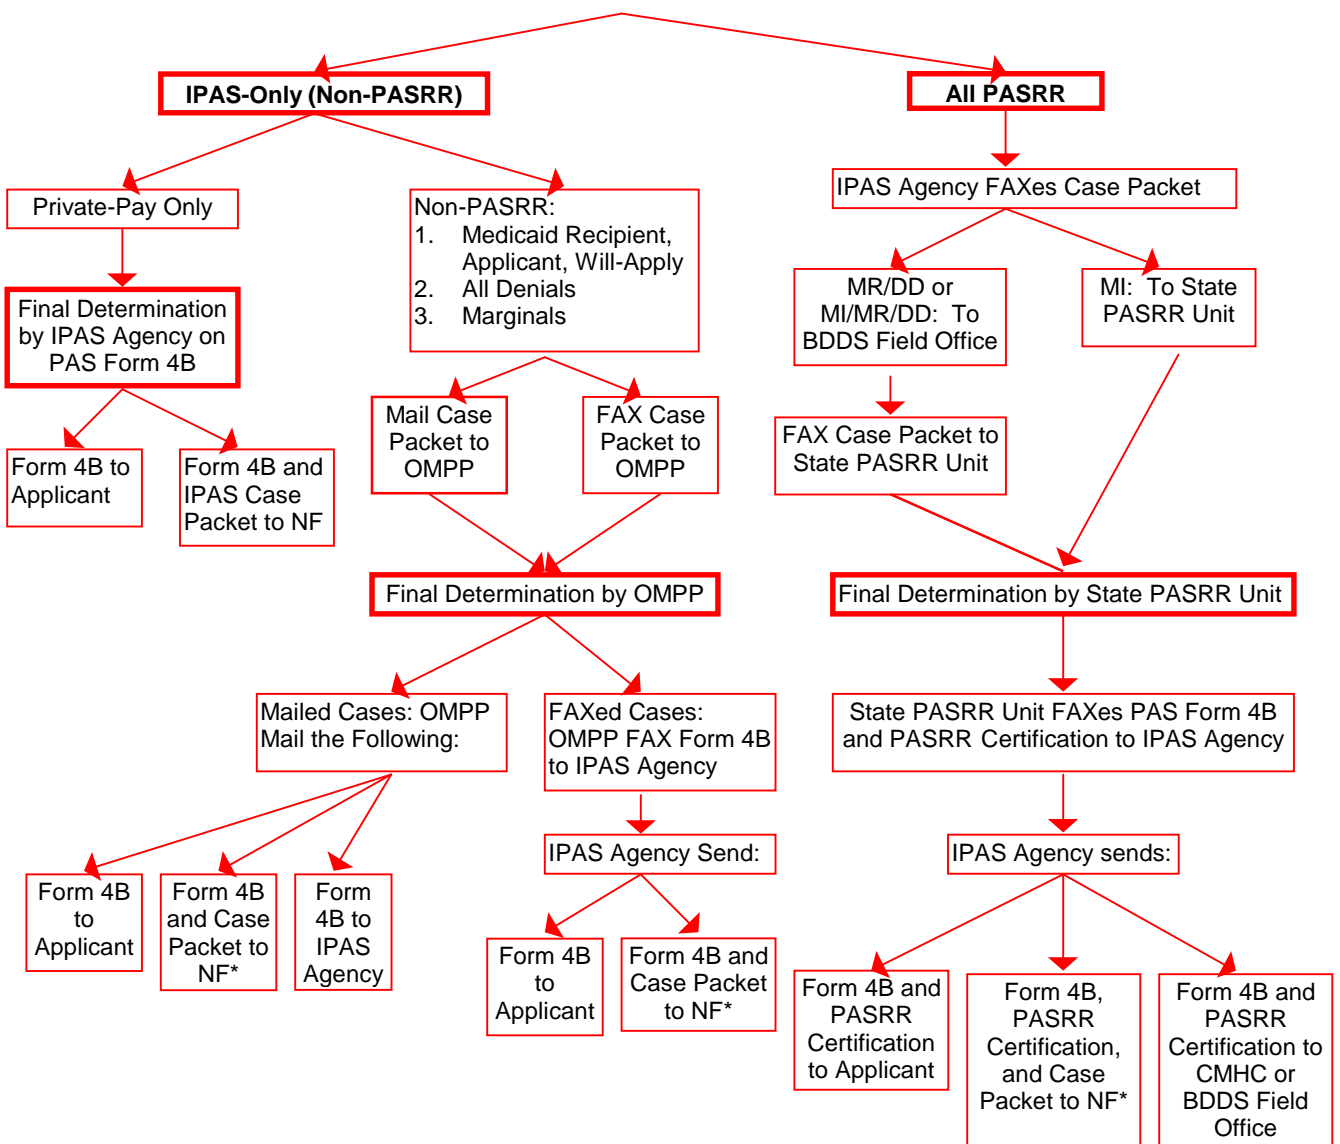 IPAS-Only (Non-PASRR)
All PASRR
Private-Pay Only
Non-PASRR:
1. Medicaid Recipient,
Applicant, Will-Apply
2. All Denials
3. Marginals
IPAS Agency FAXes Case Packet
Final Determination
by IPAS Agency on
PAS Form 4B
MR/DD or
MI/MR/DD: To
BDDS Field Office
MI: To State
PASRR Unit
Mail Case
Packet to
OMPP
FAX Case
Packet to
OMPP
FAX Case Packet to
State PASRR Unit
Form 4B to
Applicant
Form 4B and
IPAS Case
Packet to NF
Final Determination by OMPP
Final Determination by State PASRR Unit
Mailed Cases: OMPP
Mail the Following:
FAXed Cases:
OMPP FAX Form 4B
to IPAS Agency
State PASRR Unit FAXes PAS Form 4B
and PASRR Certification to IPAS Agency
IPAS Agency Send:
IPAS Agency sends:
Form 4B
to
Applicant
Form 4B
and Case
Packet to
NF*
Form
4B to
IPAS
Agency
Form 4B
to
Applicant
Form 4B and
Case Packet
to NF*
Form 4B and
PASRR
Certification
to Applicant
Form 4B,
PASRR
Certification,
and Case
Packet to NF*
Form 4B and
PASRR
Certification to
CMHC or
BDDS Field
Office